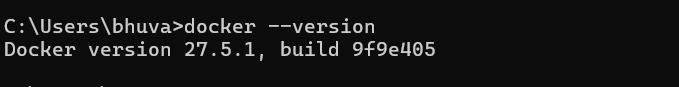 C:\Users\bhuva>docker --version
Docker version 27.5.1, build 9f9e405